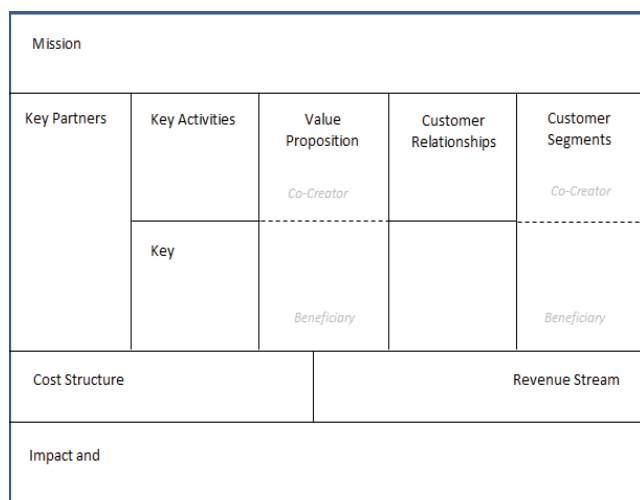 Mission
Key Partners
Key Activities
Value
Proposition
Customer
Relationships
Customer
Segments
Co-Creator
Co-Creator
Key
Beneficiary
Beneficiary
Cost Structure
Revenue Stream
Impact and